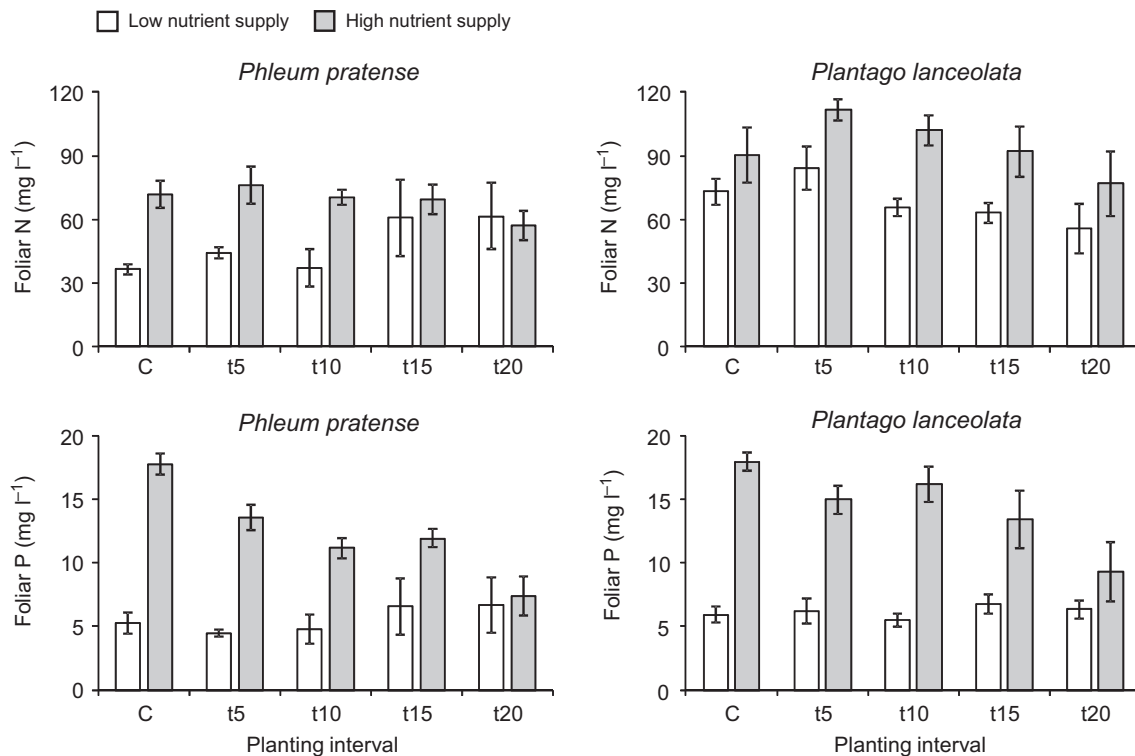 Low nutrient supply High nutrient supply
Phleum pratense
Foliar N (mg l⁻¹)
120
90
60
30
0
C t5 t10 t15 t20
Plantago lanceolata
Foliar N (mg l⁻¹)
120
90
60
30
0
C t5 t10 t15 t20
Phleum pratense
Foliar P (mg l⁻¹)
20
15
10
5
0
C t5 t10 t15 t20
Planting interval
Plantago lanceolata
Foliar P (mg l⁻¹)
20
15
10
5
0
C t5 t10 t15 t20
Planting interval